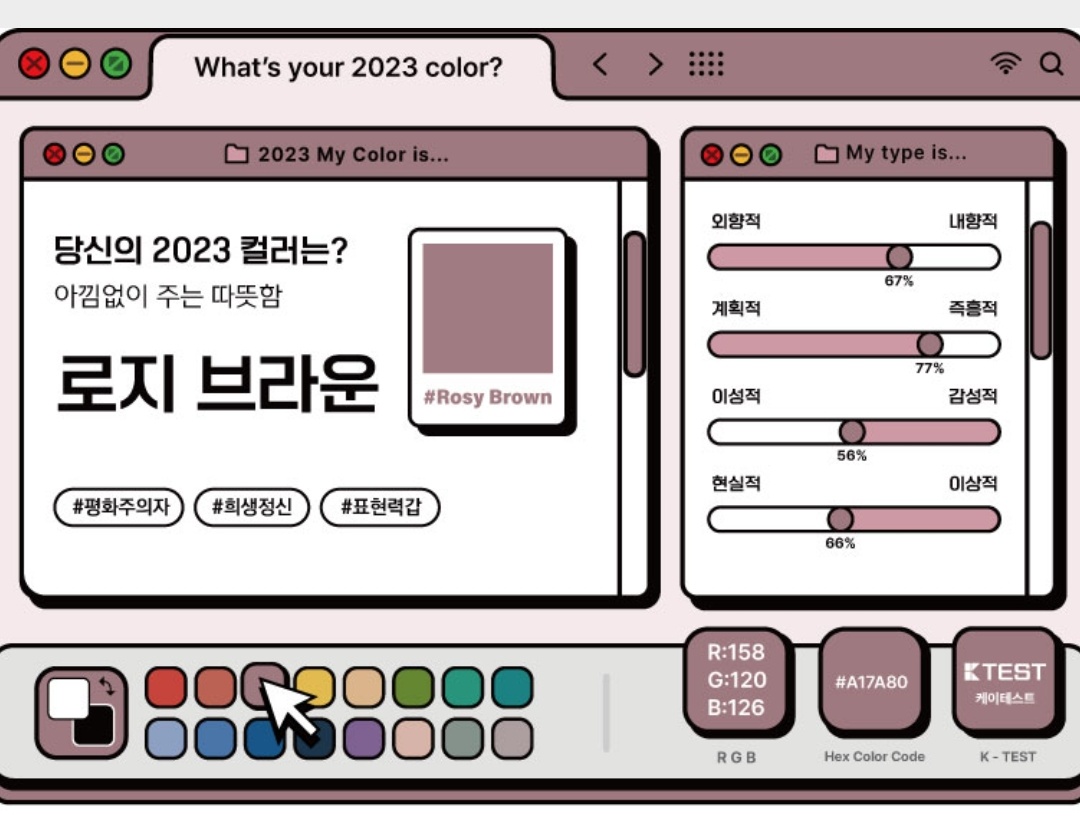 What's your 2023 color?
2023 My Color is...
당신의 2023 컬러는?
아낌없이 주는 따뜻함
로지 브라운
#Rosy Brown
#평화주의자 #희생정신 #표현력갑
My type is...
외향적 내향적
67%
계획적 즉흥적
77%
이성적 감성적
56%
현실적 이상적
66%
R:158
G:120
B:126
RGB
#A17A80
Hex Color Code
KTEST
케이테스트
K - TEST